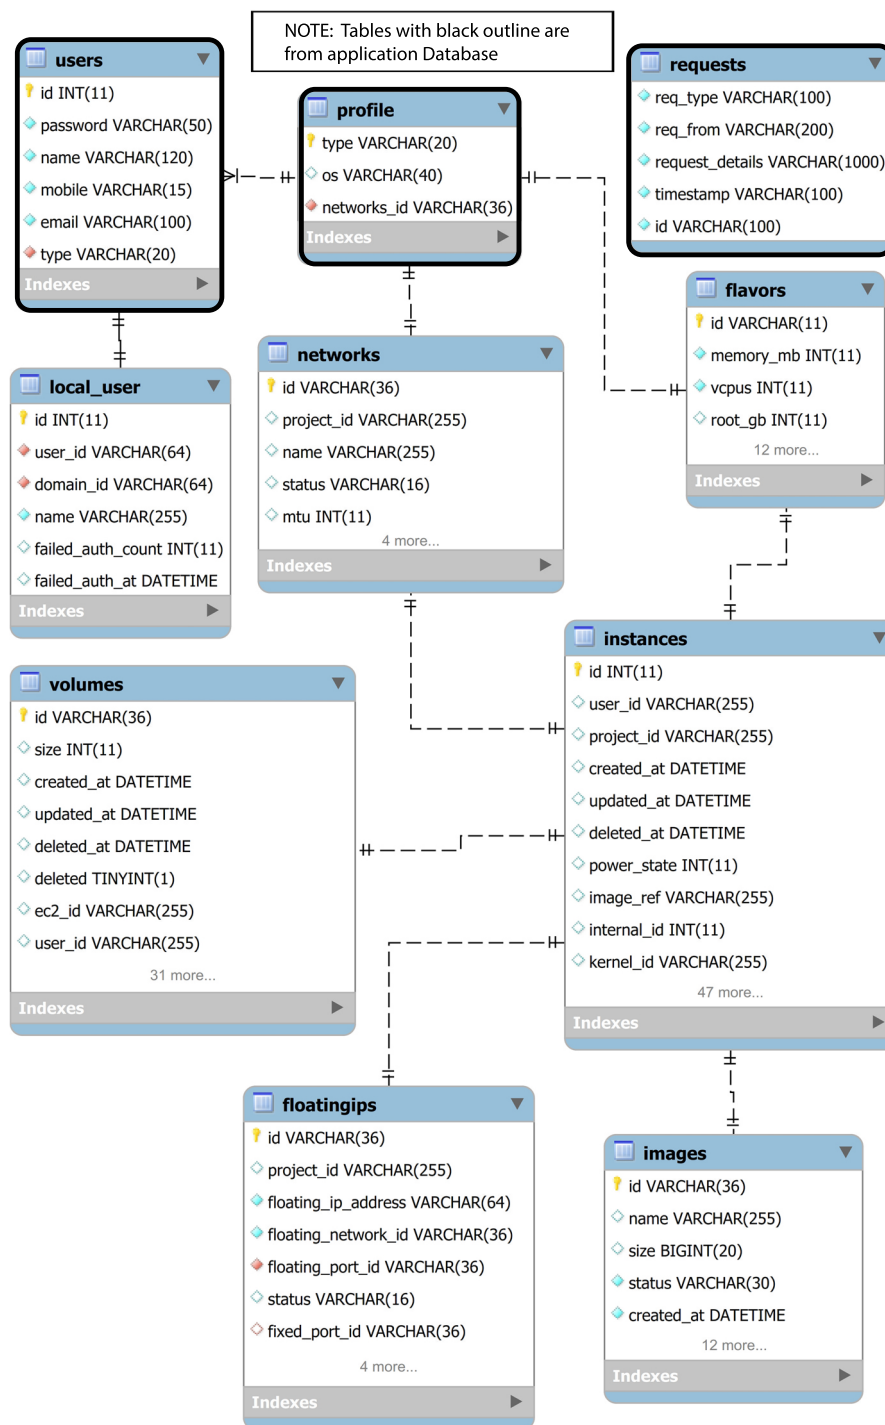 NOTE: Tables with black outline are
from application Database
users
id INT(11)
password VARCHAR(50)
name VARCHAR(120)
mobile VARCHAR(15)
email VARCHAR(100)
type VARCHAR(20)
Indexes
profile
type VARCHAR(20)
os VARCHAR(40)
networks_id VARCHAR(36)
Indexes
requests
req_type VARCHAR(100)
req_from VARCHAR(200)
request_details VARCHAR(1000)
timestamp VARCHAR(100)
id VARCHAR(100)
flavors
id VARCHAR(11)
memory_mb INT(11)
vcpus INT(11)
root_gb INT(11)
12 more...
Indexes
local_user
id INT(11)
user_id VARCHAR(64)
domain_id VARCHAR(64)
name VARCHAR(255)
failed_auth_count INT(11)
failed_auth_at DATETIME
Indexes
networks
id VARCHAR(36)
project_id VARCHAR(255)
name VARCHAR(255)
status VARCHAR(16)
mtu INT(11)
4 more...
Indexes
volumes
id VARCHAR(36)
size INT(11)
created_at DATETIME
updated_at DATETIME
deleted_at DATETIME
deleted TINYINT(1)
ec2_id VARCHAR(255)
user_id VARCHAR(255)
31 more...
Indexes
instances
id INT(11)
user_id VARCHAR(255)
project_id VARCHAR(255)
created_at DATETIME
updated_at DATETIME
deleted_at DATETIME
power_state INT(11)
image_ref VARCHAR(255)
internal_id INT(11)
kernel_id VARCHAR(255)
47 more...
Indexes
floatingips
id VARCHAR(36)
project_id VARCHAR(255)
floating_ip_address VARCHAR(64)
floating_network_id VARCHAR(36)
floating_port_id VARCHAR(36)
status VARCHAR(16)
fixed_port_id VARCHAR(36)
4 more...
Indexes
images
id VARCHAR(36)
name VARCHAR(255)
size BIGINT(20)
status VARCHAR(30)
created_at DATETIME
12 more...
Indexes